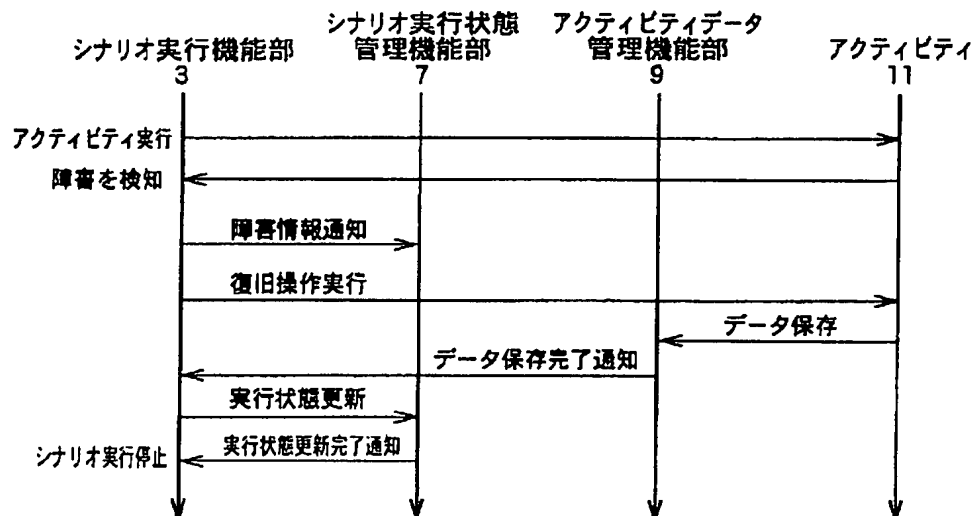 シナリオ実行機能部
3
シナリオ実行状態
管理機能部
7
アクティビティデータ
管理機能部
9
アクティビティ
11
アクティビティ実行
障害を検知
障害情報通知
復旧操作実行
データ保存
データ保存完了通知
実行状態更新
実行状態更新完了通知
シナリオ実行停止